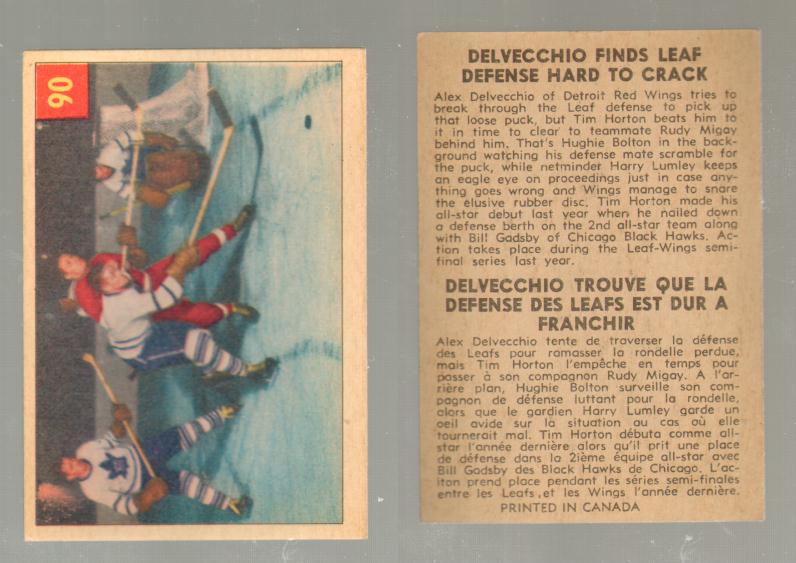 90
DELVECCHIO FINDS LEAF
DEFENSE HARD TO CRACK
Alex Delvecchio of Detroit Red Wings tries to
break through the Leaf defense to pick up
that loose puck, but Tim Horton beats him to
it in time to clear to teammate Rudy Migay
behind him. That's Hughie Bolton in the back-
ground watching his defense mate scramble for
the puck, while netminder Harry Lumley keeps
an eagle eye on proceedings just in case any-
thing goes wrong and Wings manage to snare
the elusive rubber disc. Tim Horton made his
all-star debut last year when he nailed down
a defense berth on the 2nd all-star team along
with Bill Gadsby of Chicago Black Hawks. Ac-
tion takes place during the Leaf-Wings semi-
final series last year.
DELVECCHIO TROUVE QUE LA
DEFENSE DES LEAFS EST DUR A
FRANCHIR
Alex Delvecchio tente de traverser la défense
des Leafs pour ramasser la rondelle perdue,
mais Tim Horton l'empêche en temps pour
passer à son compagnon Rudy Migay. A l'ar-
rière plan, Hughie Bolton surveille son com-
pagnon de défense luttant pour la rondelle,
alors que le gardien Harry Lumley garde un
oeil avide sur la situation au cas où elle
tournerait mal. Tim Horton débuta comme all-
star l'année dernière alors qu'il prit une place
de défense dans la 2ième équipe all-star avec
Bill Gadsby des Black Hawks de Chicago. L'ac-
iton prend place pendant les séries semi-finales
entre les Leafs,et les Wings l'année dernière.
PRINTED IN CANADA